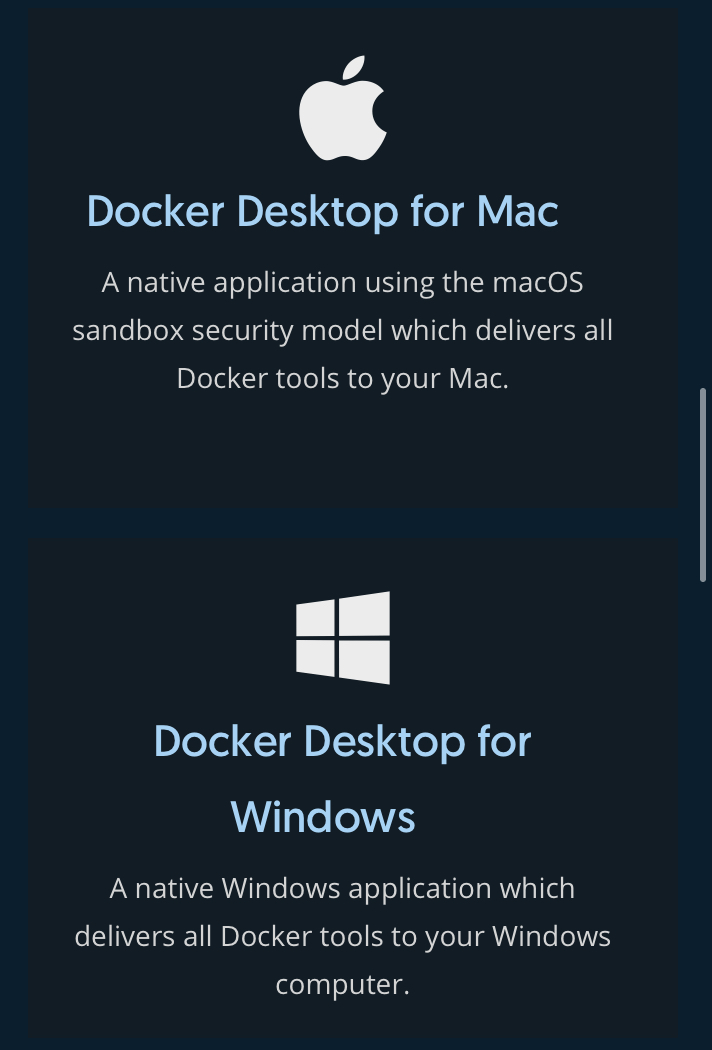 Docker Desktop for Mac
A native application using the macOS
sandbox security model which delivers all
Docker tools to your Mac.
Docker Desktop for
Windows
A native Windows application which
delivers all Docker tools to your Windows
computer.